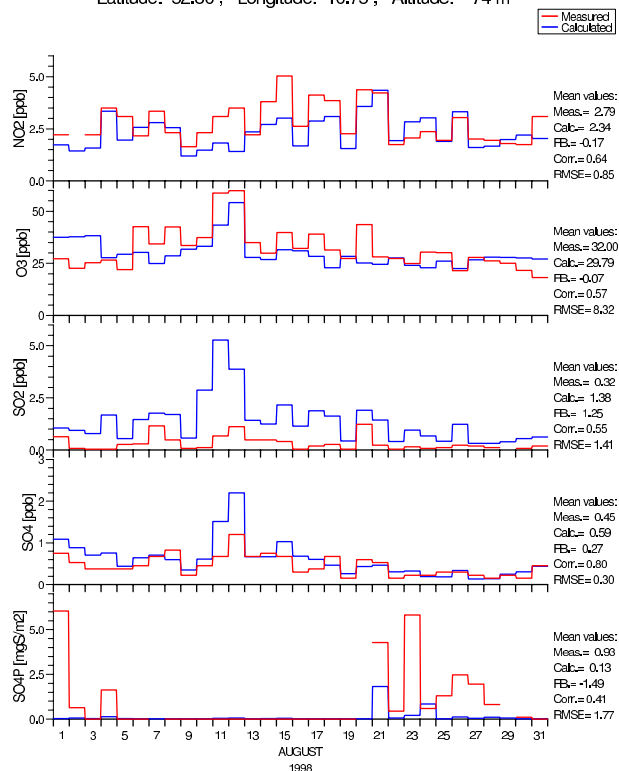 Measured
Calculated
NO2 [ppb]
5.0
2.5
0.0
Mean values:
Meas.= 2.79
Calc.= 2.34
FB.= -0.17
Corr.= 0.64
RMSE= 0.85
O3 [ppb]
50
25
0
Mean values:
Meas.= 32.00
Calc.= 29.79
FB.= -0.07
Corr.= 0.57
RMSE= 8.32
SO2 [ppb]
5.0
2.5
0.0
Mean values:
Meas.= 0.32
Calc.= 1.38
FB.= 1.25
Corr.= 0.55
RMSE= 1.41
SO4 [ppb]
3
2
1
0
Mean values:
Meas.= 0.45
Calc.= 0.59
FB.= 0.27
Corr.= 0.80
RMSE= 0.30
SO4P [mgS/m2]
5.0
2.5
0.0
Mean values:
Meas.= 0.93
Calc.= 0.13
FB.= -1.49
Corr.= 0.41
RMSE= 1.77
1 3 5 7 9 11 13 15 17 19 21 23 25 27 29 31
AUGUST
1998